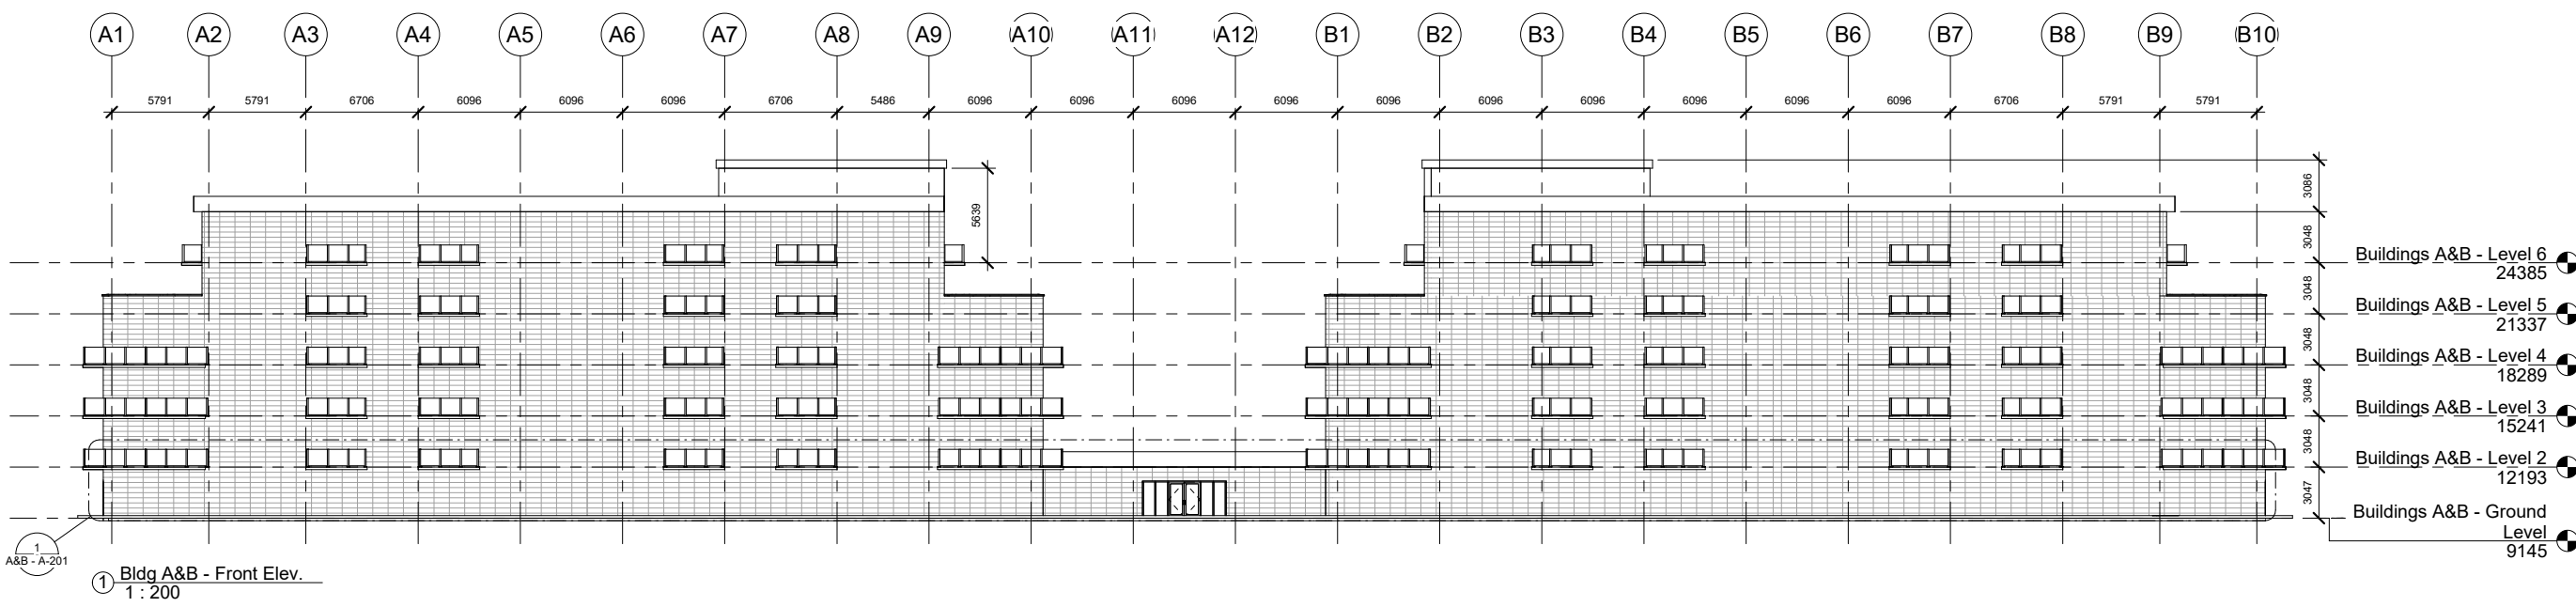 A1 A2 A3 A4 A5 A6 A7 A8 A9 A10 A11 A12 B1 B2 B3 B4 B5 B6 B7 B8 B9 B10
5791 5791 6706 6096 6096 6096 6706 5486 6096 6096 6096 6096 6096 6096 6096 6096 6096 6096 6706 5791 5791
5639
3086
3048
3048
3048
3048
3048
3047
Buildings A&B - Level 6
24385
Buildings A&B - Level 5
21337
Buildings A&B - Level 4
18289
Buildings A&B - Level 3
15241
Buildings A&B - Level 2
12193
Buildings A&B - Ground
Level
9145
1
A&B - A-201
1 Bldg A&B - Front Elev.
1 : 200